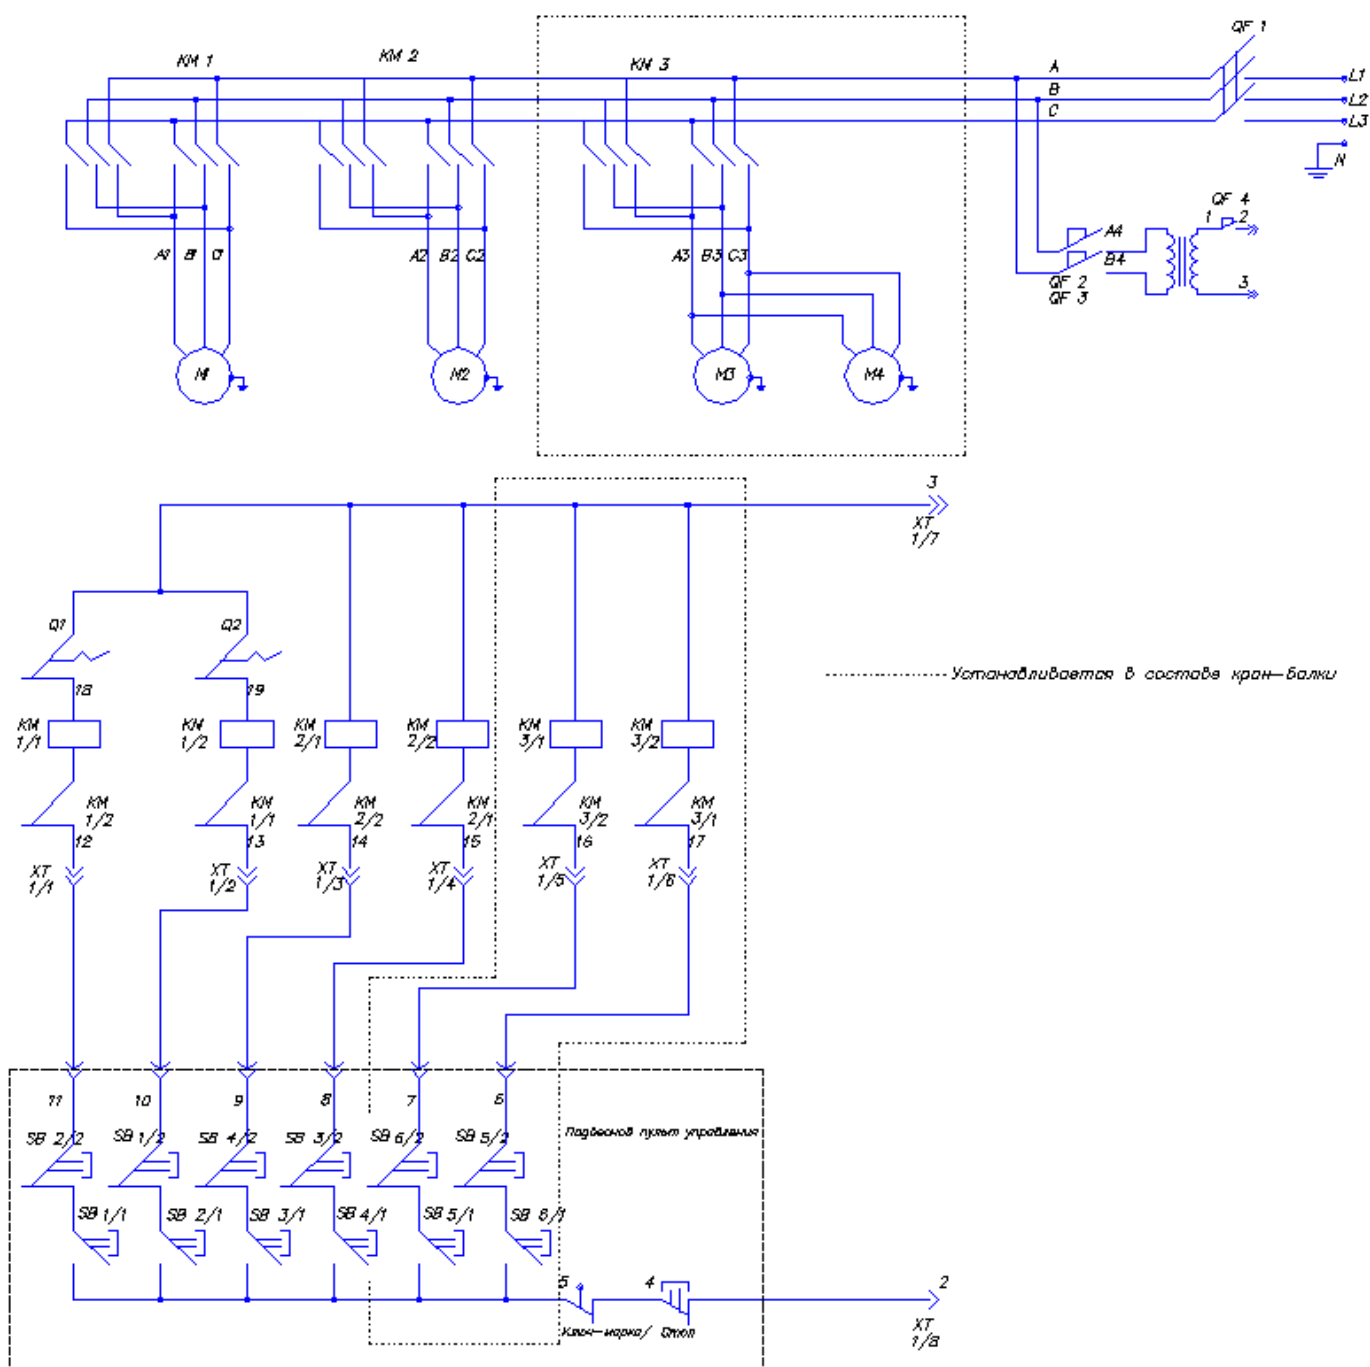 QF 1
KM 1
KM 2
KM 3
A
B
C
L1
L2
L3
N
QF 4
1
2
A4
B4
QF 2
QF 3
3
A1
B1
C1
A2
B2
C2
A3
B3
C3
M1
M2
M3
M4
3
XT
1/7
Q1
Q2
18
19
Устанавливается в составе кран-балки
KM
1/1
KM
1/2
KM
2/1
KM
2/2
KM
3/1
KM
3/2
KM
1/2
KM
1/1
KM
2/2
KM
2/1
KM
3/2
KM
3/1
12
13
14
15
16
17
XT
1/1
XT
1/2
XT
1/3
XT
1/4
XT
1/5
XT
1/6
11
10
9
8
7
6
SB 2/2
SB 1/2
SB 4/2
SB 3/2
SB 6/2
SB 5/2
Подвесной пульт управления
SB 1/1
SB 2/1
SB 3/1
SB 4/1
SB 5/1
SB 6/1
5
4
2
Ключ-марка/ Стоп
XT
1/8